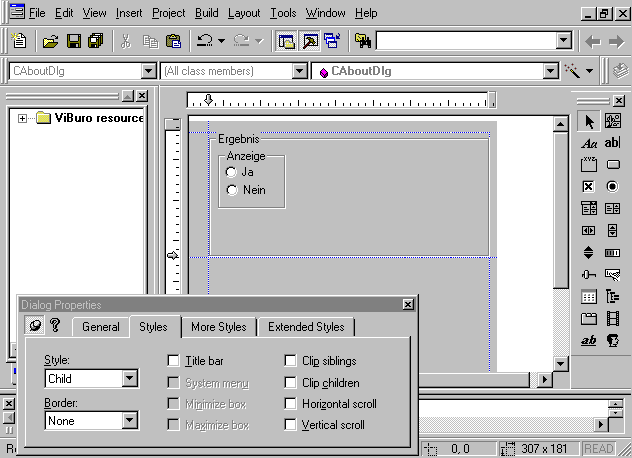 File Edit View Insert Project Build Layout Tools Window Help
CAboutDlg (All class members) CAboutDlg
ViBuro resource
Ergebnis
Anzeige
Ja
Nein
Aa ab|
xyz
ab
Dialog Properties
General Styles More Styles Extended Styles
Style: Title bar Clip siblings
Child System menu Clip children
Border: Minimize box Horizontal scroll
None Maximize box Vertical scroll
0, 0 307 x 181 READ